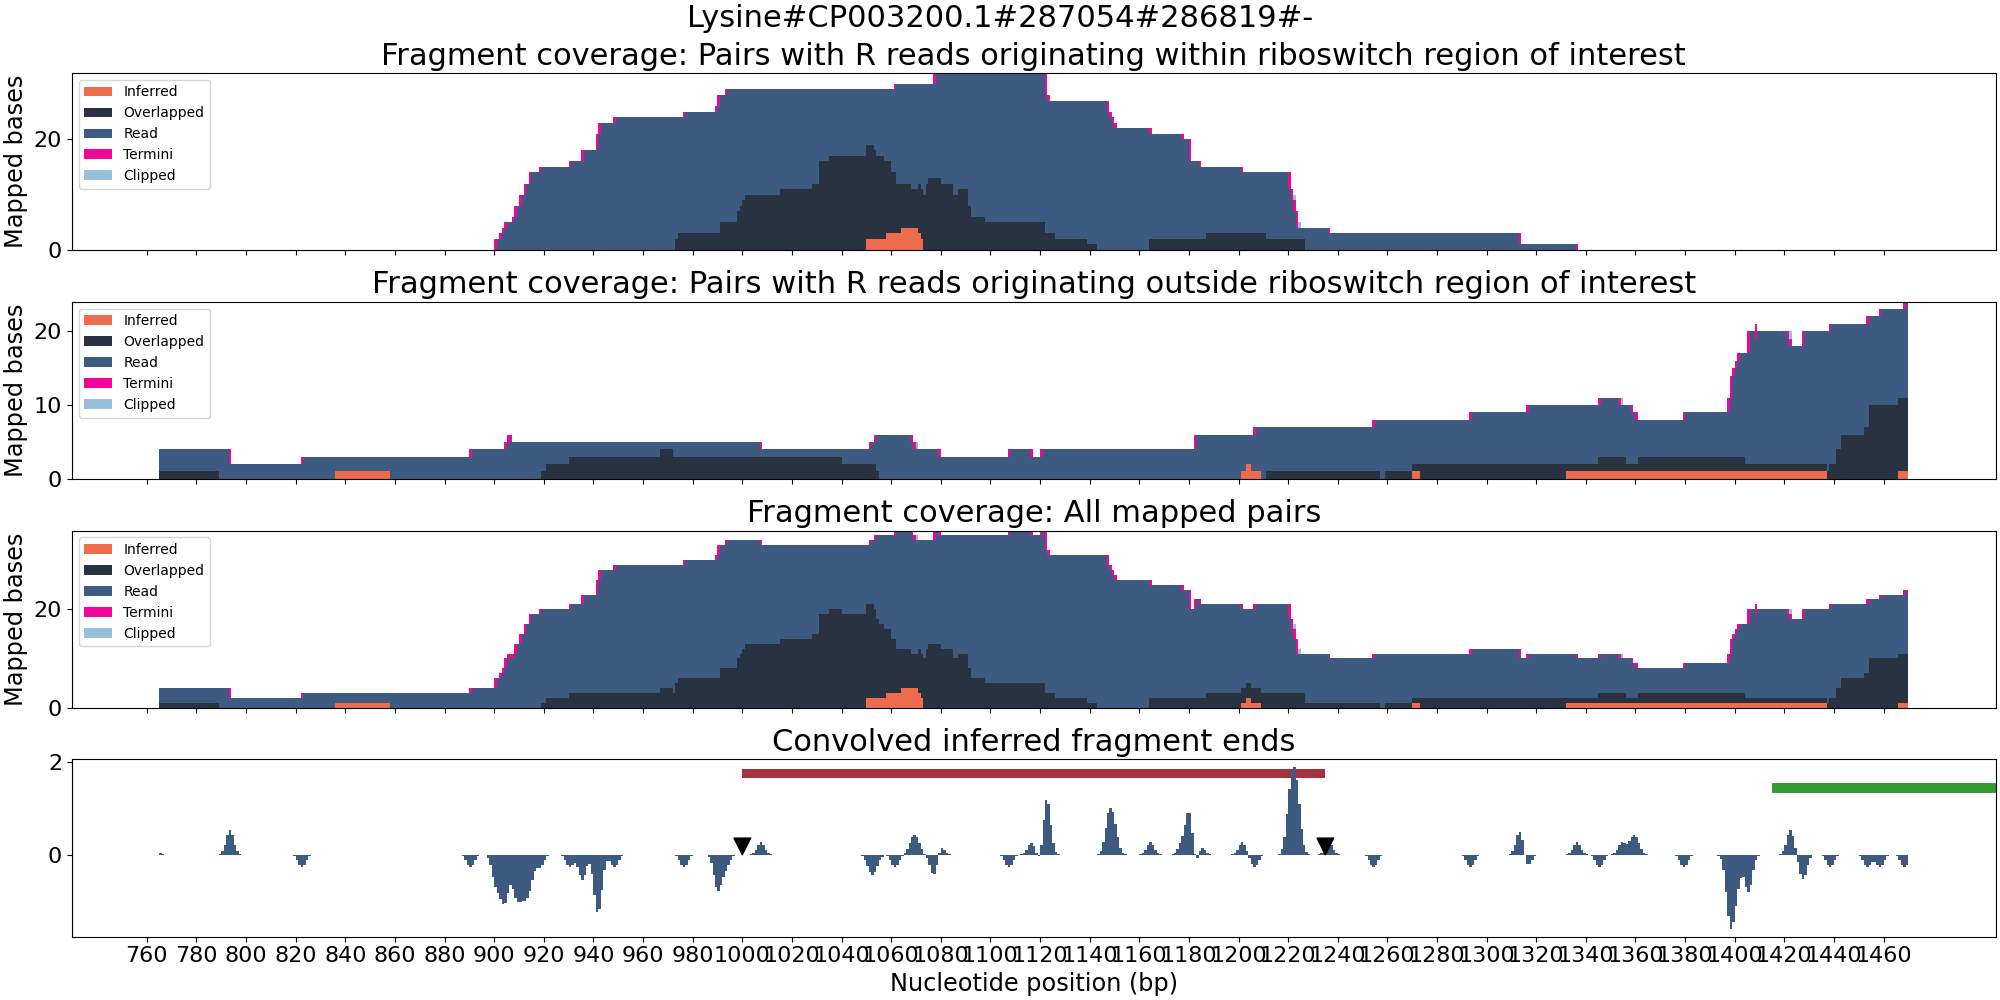 Lysine#CP003200.1#287054#286819#-
Fragment coverage: Pairs with R reads originating within riboswitch region of interest
Mapped bases
20
0
Inferred
Overlapped
Read
Termini
Clipped
Fragment coverage: Pairs with R reads originating outside riboswitch region of interest
Mapped bases
20
10
0
Inferred
Overlapped
Read
Termini
Clipped
Fragment coverage: All mapped pairs
Mapped bases
20
0
Inferred
Overlapped
Read
Termini
Clipped
Convolved inferred fragment ends
2
0
760 780 800 820 840 860 880 900 920 940 960 980 1000 1020 1040 1060 1080 1100 1120 1140 1160 1180 1200 1220 1240 1260 1280 1300 1320 1340 1360 1380 1400 1420 1440 1460
Nucleotide position (bp)